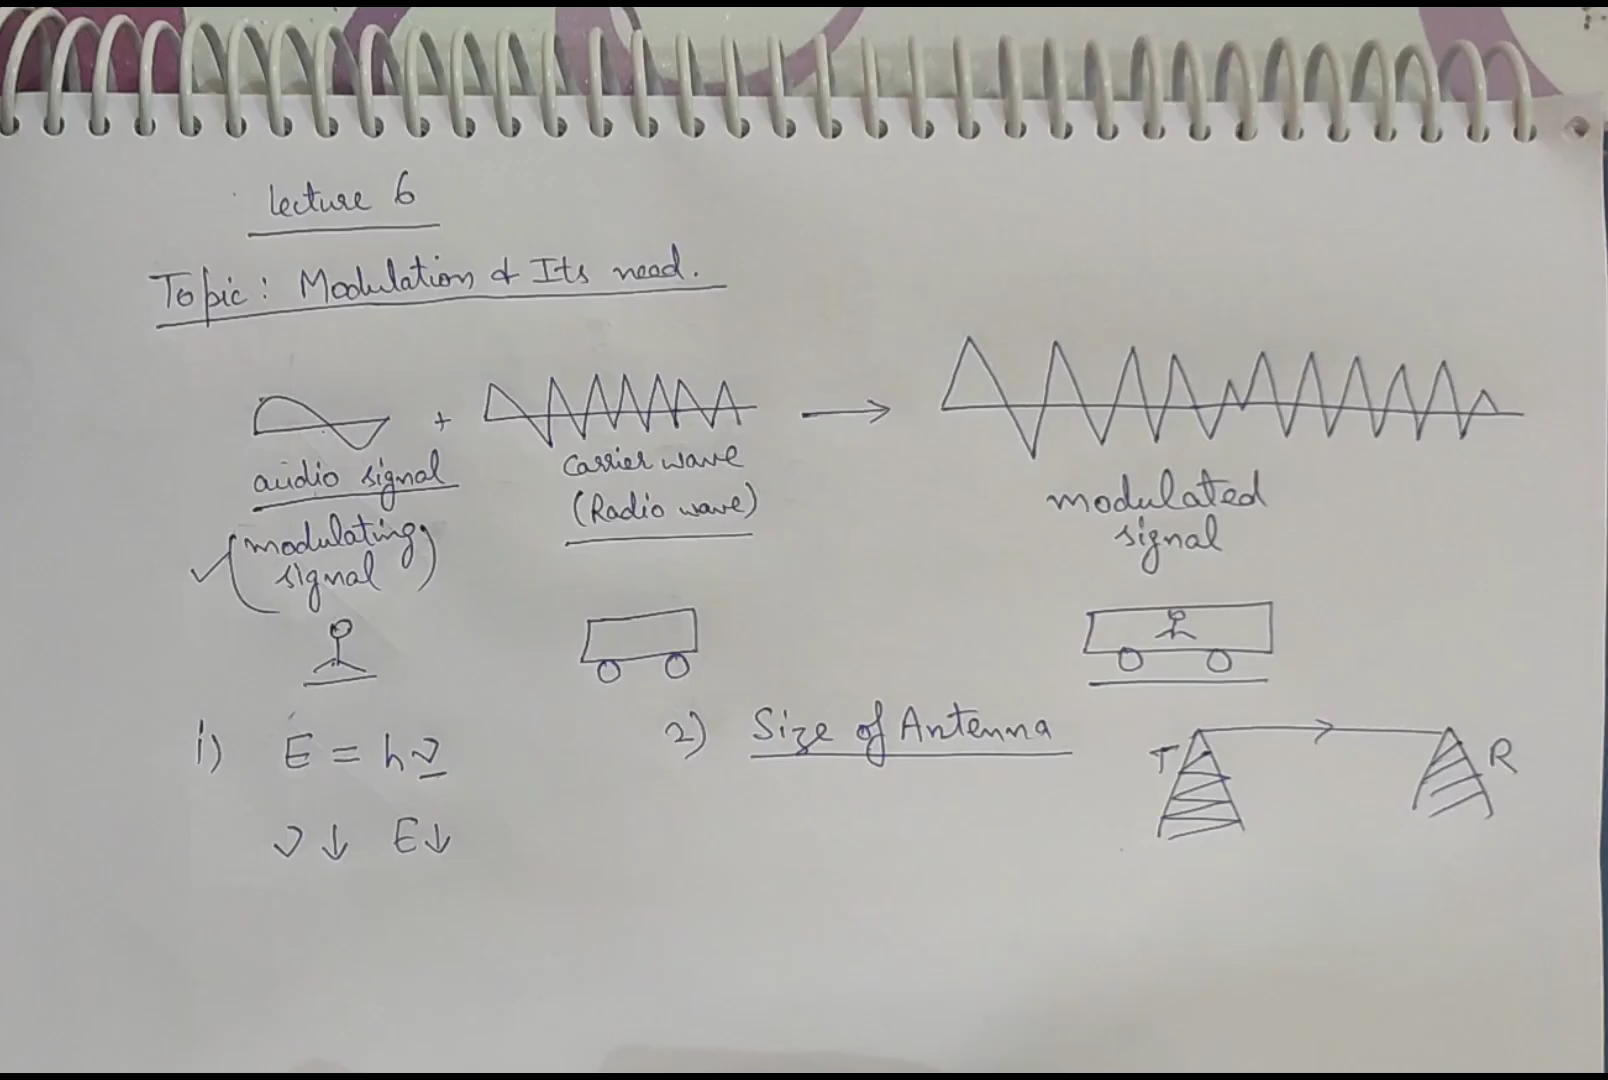 Lecture 6
Topic: Modulation & Its need.
audio signal
(modulating signal)
+
Carrier wave
(Radio wave)
modulated
signal
1) E = hν
ν ↓ E↓
2) Size of Antenna
T
R